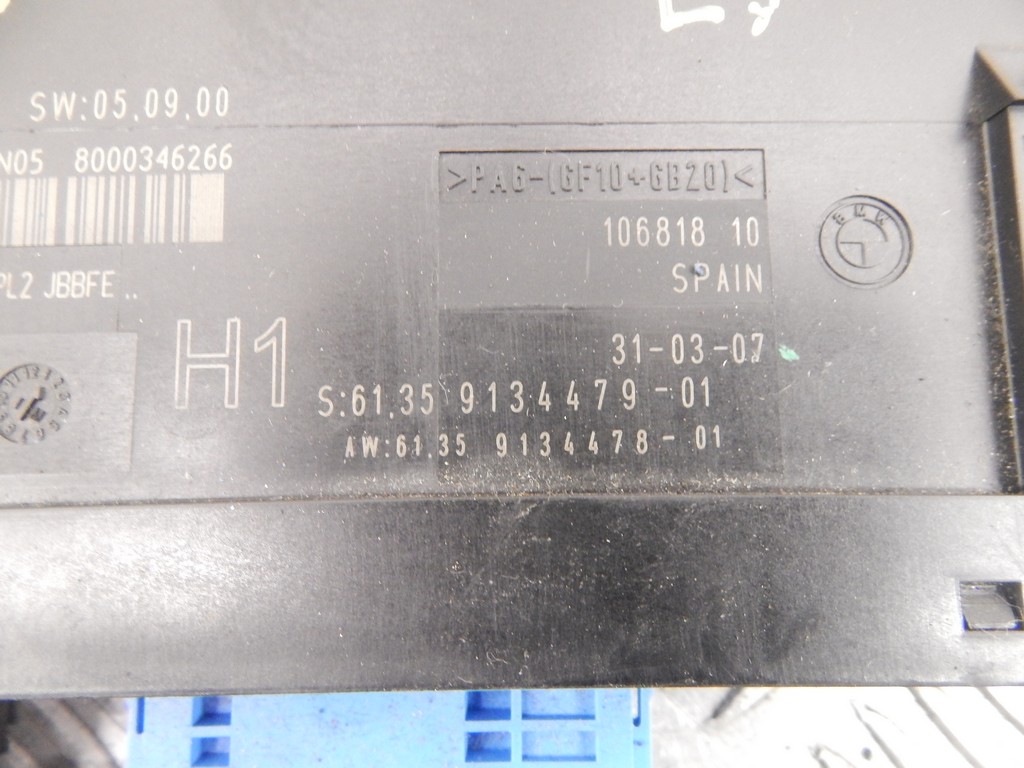 SW:05.09.00
N05 8000346266
>PA6-(GF10+GB20)<
106818 10
BMW
SPAIN
PL2 JBBFE ..
H1
31-03-07
S:61.35 9134479-01
AW:61.35 9134478-01